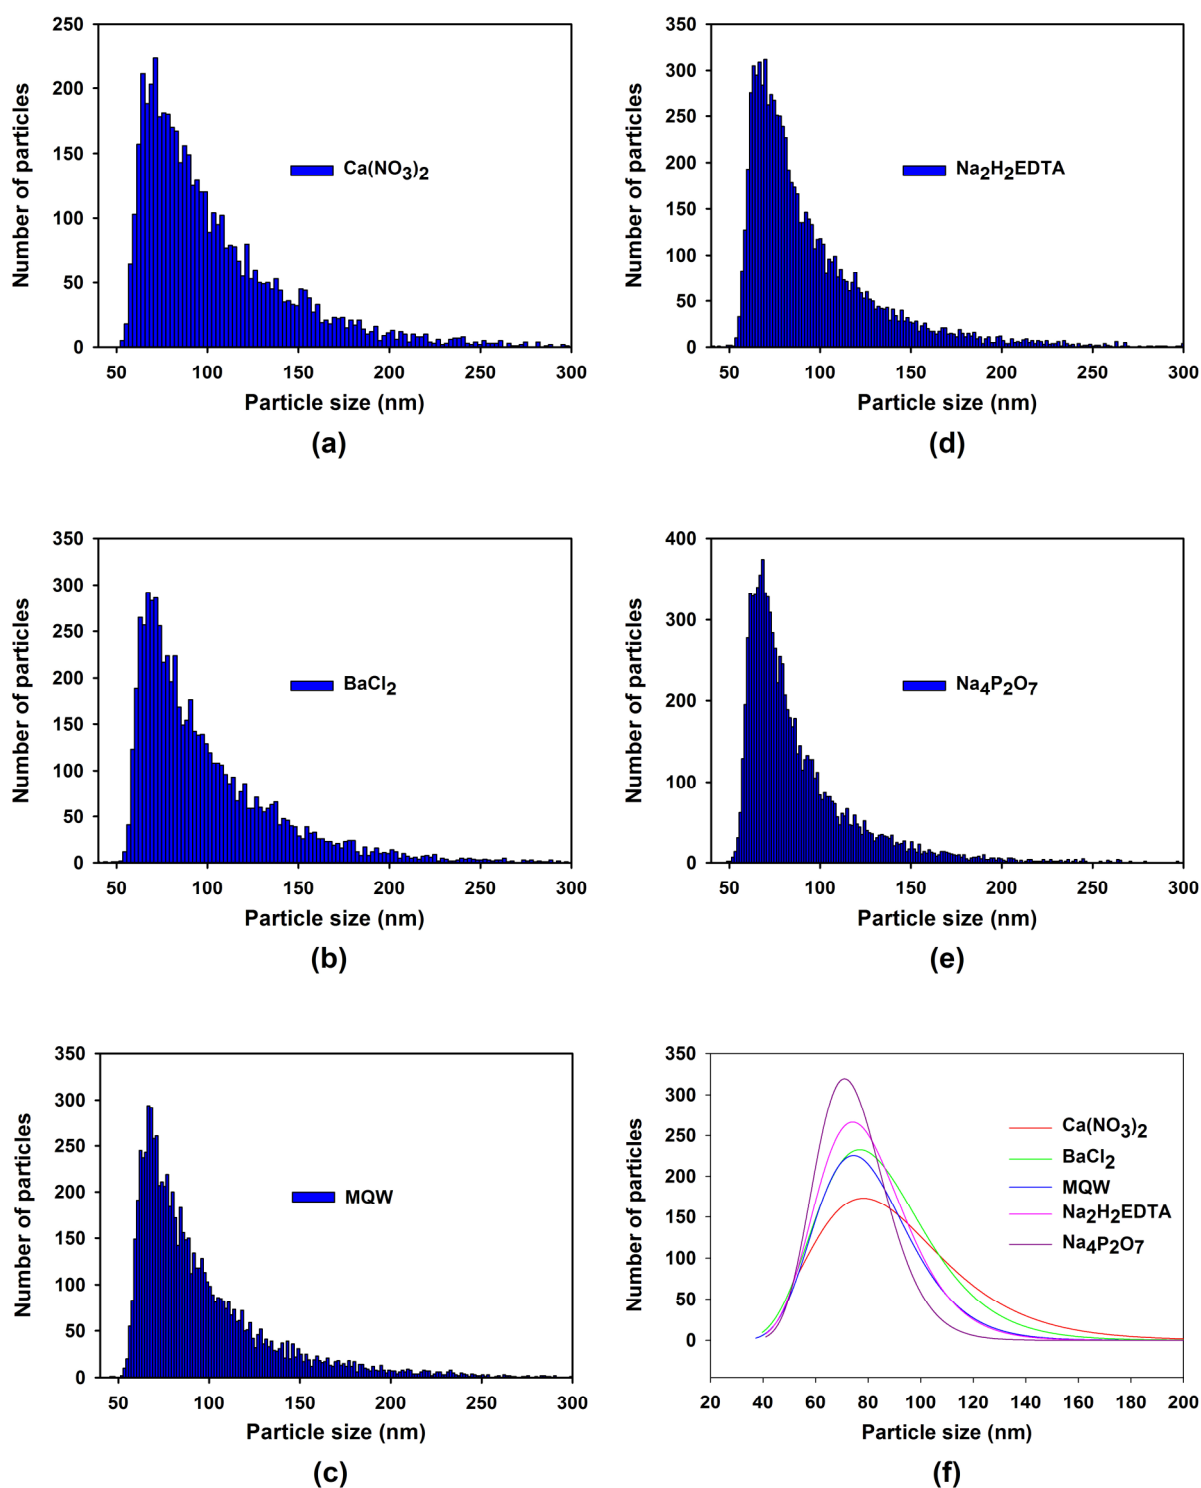 250
200
150
100
50
0
Number of particles
Ca(NO3)2
50 100 150 200 250 300
Particle size (nm)
(a)
350
300
250
200
150
100
50
0
Number of particles
Na2H2EDTA
50 100 150 200 250 300
Particle size (nm)
(d)
350
300
250
200
150
100
50
0
Number of particles
BaCl2
50 100 150 200 250 300
Particle size (nm)
(b)
400
300
200
100
0
Number of particles
Na4P2O7
50 100 150 200 250 300
Particle size (nm)
(e)
350
300
250
200
150
100
50
0
Number of particles
MQW
50 100 150 200 250 300
Particle size (nm)
(c)
350
300
250
200
150
100
50
0
Number of particles
Ca(NO3)2
BaCl2
MQW
Na2H2EDTA
Na4P2O7
20 40 60 80 100 120 140 160 180 200
Particle size (nm)
(f)